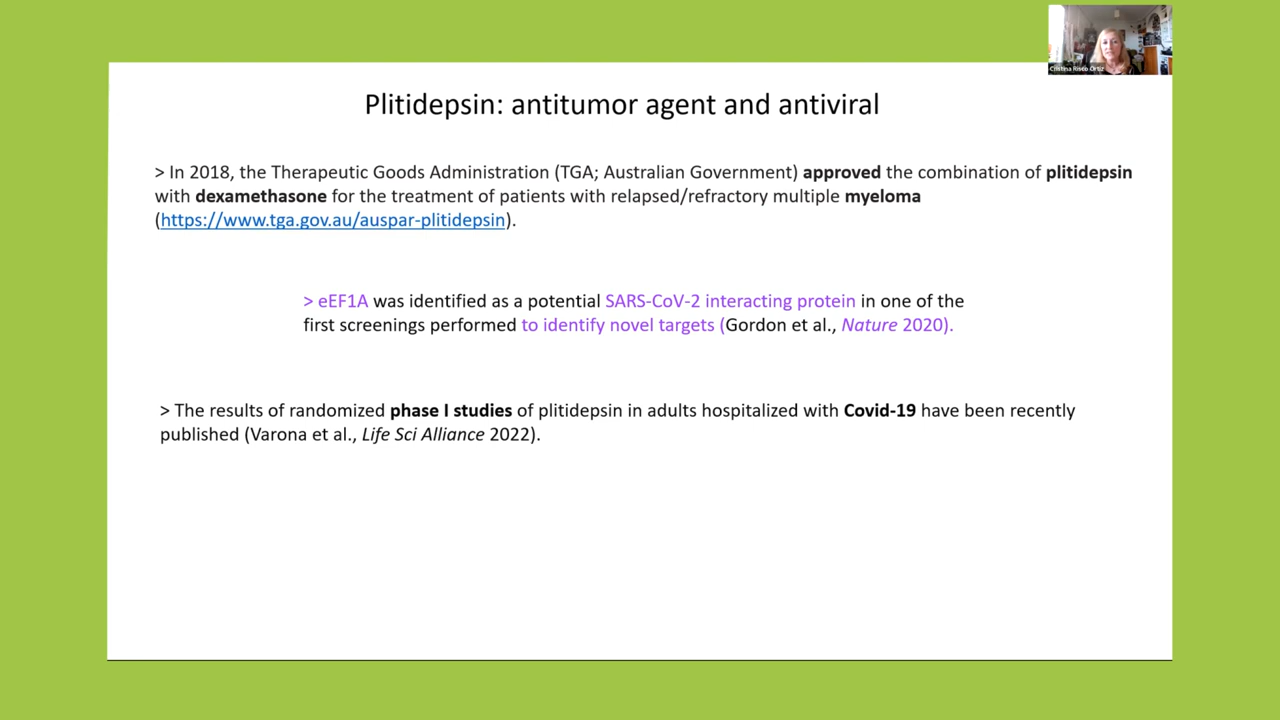 Cristina Risco Ortiz
Plitidepsin: antitumor agent and antiviral
> In 2018, the Therapeutic Goods Administration (TGA; Australian Government) approved the combination of plitidepsin
with dexamethasone for the treatment of patients with relapsed/refractory multiple myeloma
(https://www.tga.gov.au/auspar-plitidepsin).
> eEF1A was identified as a potential SARS-CoV-2 interacting protein in one of the
first screenings performed to identify novel targets (Gordon et al., Nature 2020).
> The results of randomized phase I studies of plitidepsin in adults hospitalized with Covid-19 have been recently
published (Varona et al., Life Sci Alliance 2022).